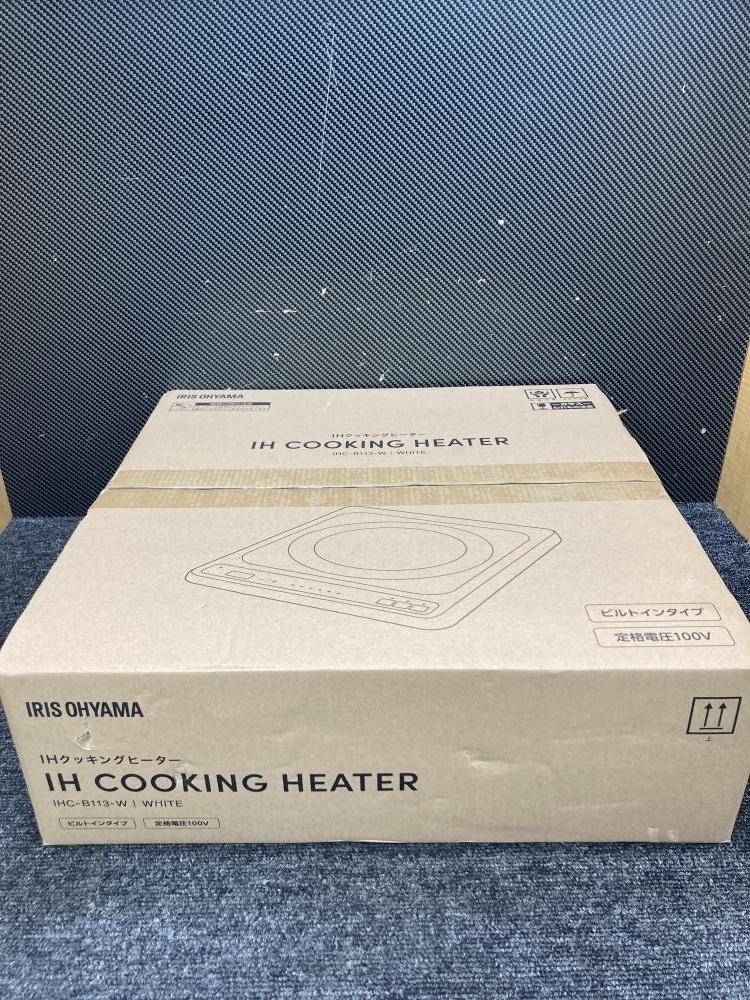 IRIS OHYAMA
IHクッキングヒーター
IH COOKING HEATER
IHC-B113-W | WHITE
ビルトインタイプ
定格電圧100V
IRIS OHYAMA
上
IHクッキングヒーター
IH COOKING HEATER
IHC-B113-W | WHITE
ビルトインタイプ
定格電圧100V